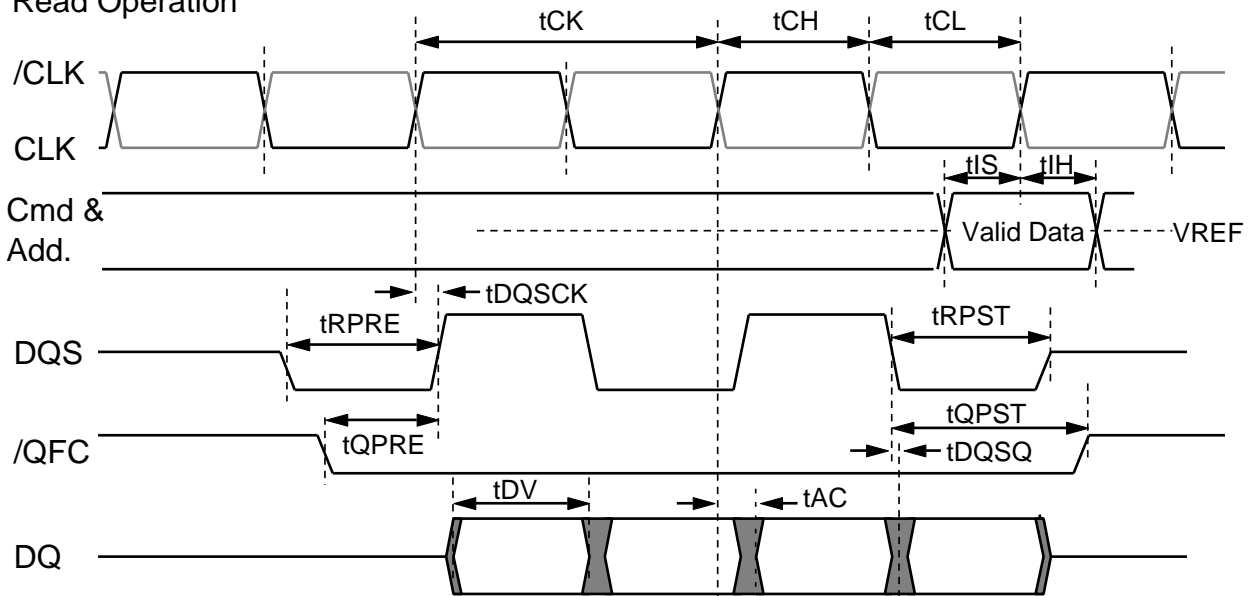 Read Operation
tCK
tCH
tCL
/CLK
CLK
tIS
tIH
Cmd &
Add.
Valid Data
VREF
tDQSCK
tRPRE
tRPST
DQS
tQPST
tQPRE
tDQSQ
/QFC
tDV
tAC
DQ